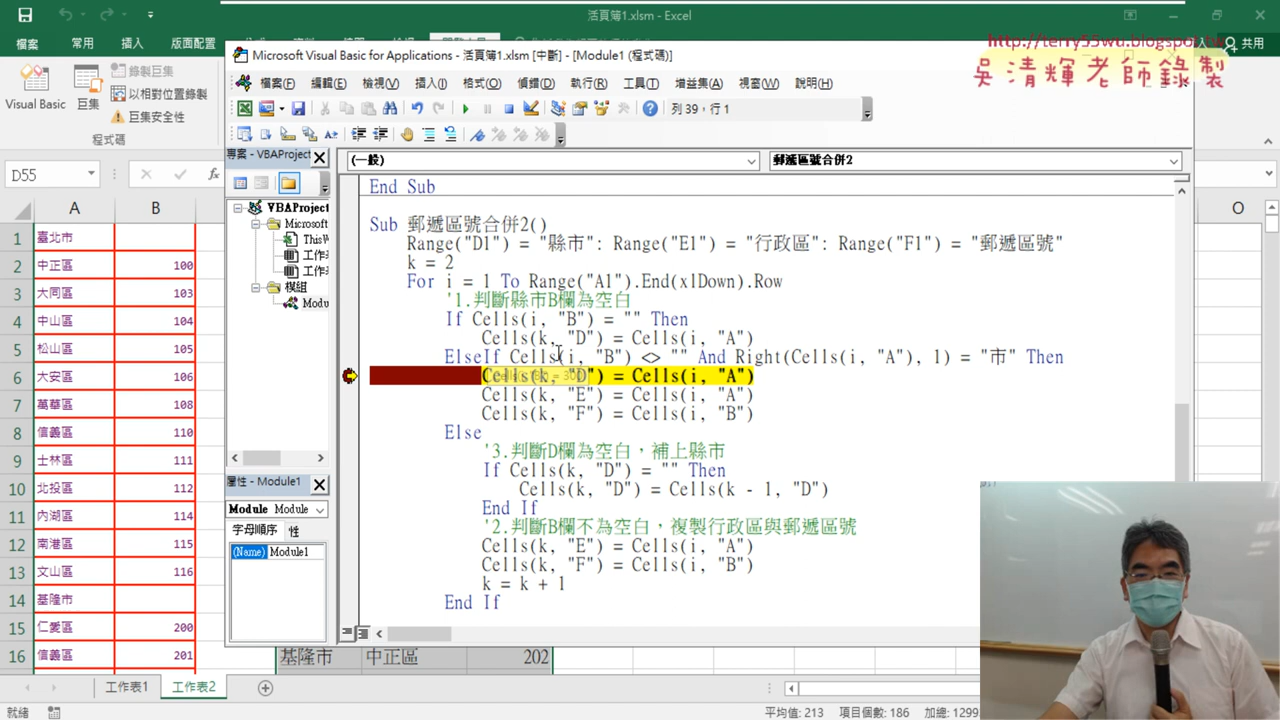 活頁簿1.xlsm - Excel
http://terry55wu.blogspot.tw
吳清輝老師錄製
檔案 常用 插入 版面配置
共用
Visual Basic
巨集
錄製巨集
以相對位置錄製
巨集安全性
程式碼
Microsoft Visual Basic for Applications - 活頁簿1.xlsm [中斷] - [Module1 (程式碼)]
檔案(F) 編輯(E) 檢視(V) 插入(I) 格式(O) 偵錯(D) 執行(R) 工具(T) 增益集(A) 視窗(W) 說明(H)
列 39，行 1
專案 - VBAProject
(一般)
郵遞區號合併2
D55
fx
VBAProject
Microsoft
工作
工作
模組
Modu
屬性 - Module1
Module Module
字母順序 性
(Name) Module1
End Sub
Sub 郵遞區號合併2()
Range("D1") = "縣市": Range("E1") = "行政區": Range("F1") = "郵遞區號"
k = 2
For i = 1 To Range("A1").End(xlDown).Row
'1.判斷縣市B欄為空白
If Cells(i, "B") = "" Then
Cells(k, "D") = Cells(i, "A")
ElseIf Cells(i, "B") <> "" And Right(Cells(i, "A"), 1) = "市" Then
Cells(k, "D") = Cells(i, "A")
Cells(k, "E") = Cells(i, "A")
Cells(k, "F") = Cells(i, "B")
Else
'3.判斷D欄為空白，補上縣市
If Cells(k, "D") = "" Then
Cells(k, "D") = Cells(k - 1, "D")
End If
'2.判斷B欄不為空白，複製行政區與郵遞區號
Cells(k, "E") = Cells(i, "A")
Cells(k, "F") = Cells(i, "B")
k = k + 1
End If
A B O
1 臺北市
2 中正區 100
3 大同區 103
4 中山區 104
5 松山區 105
6 大安區 106
7 萬華區 108
8 信義區 110
9 士林區 111
10 北投區 112
11 內湖區 114
12 南港區 115
13 文山區 116
14 基隆市
15 仁愛區 200
16 信義區 201
基隆市 中正區 202
工作表1 工作表2
就緒
平均值: 213 項目個數: 186 加總: 1299